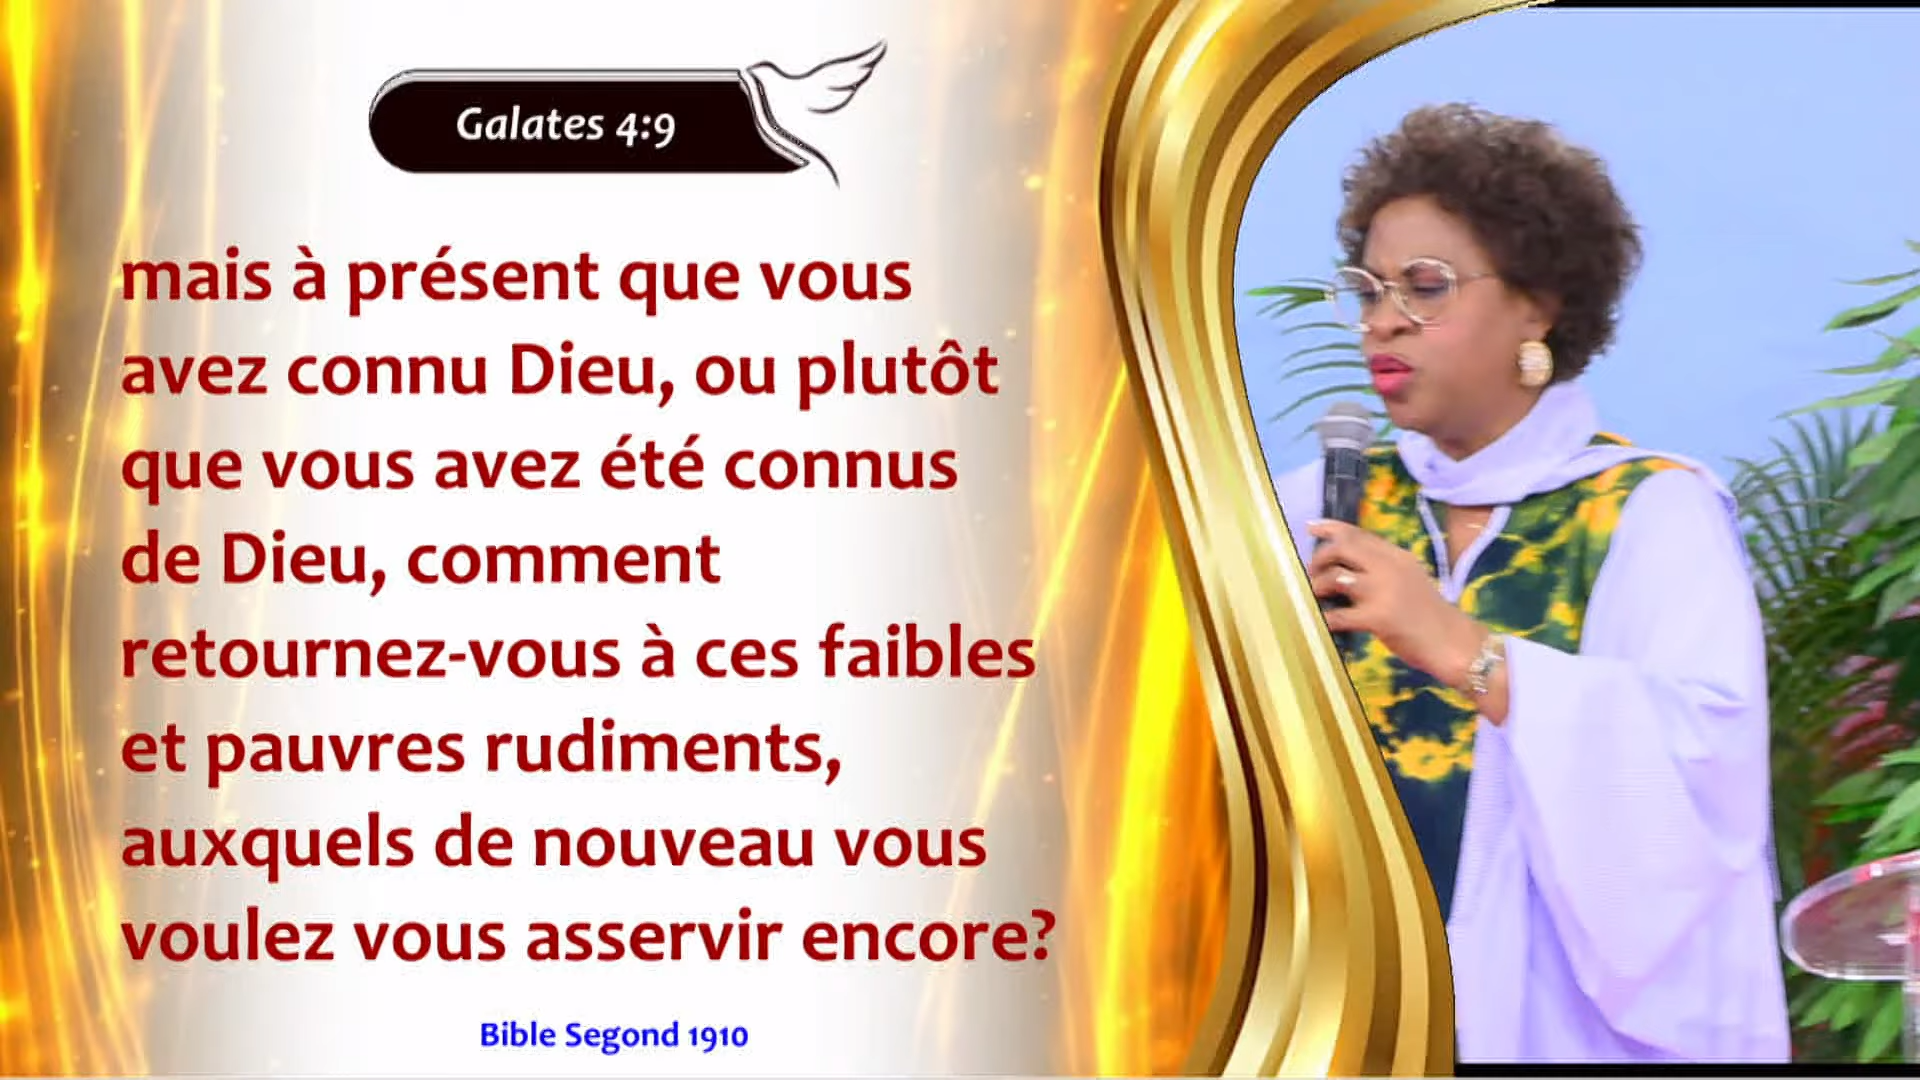 Galates 4:9
mais à présent que vous
avez connu Dieu, ou plutôt
que vous avez été connus
de Dieu, comment
retournez-vous à ces faibles
et pauvres rudiments,
auxquels de nouveau vous
voulez vous asservir encore?
Bible Segond 1910